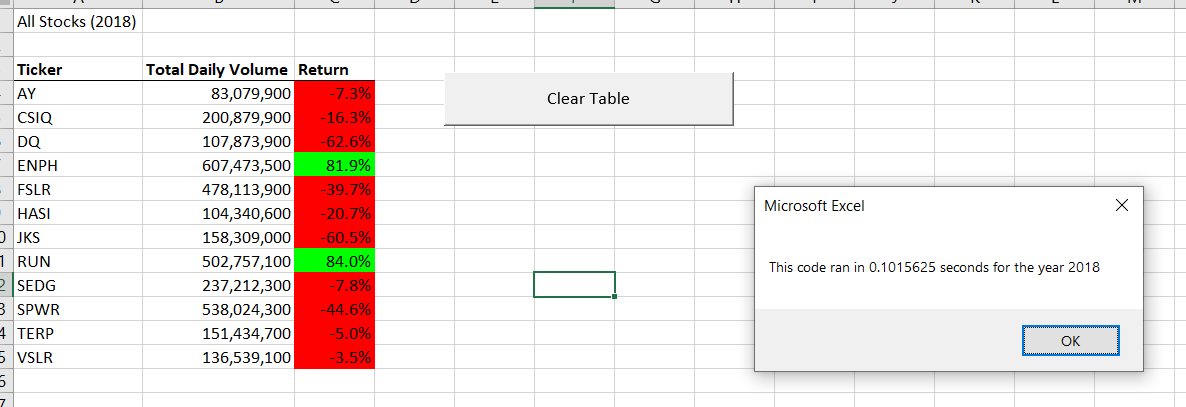 All Stocks (2018)
Ticker Total Daily Volume Return
AY 83,079,900 -7.3%
Clear Table
CSIQ 200,879,900 -16.3%
DQ 107,873,900 -62.6%
ENPH 607,473,500 81.9%
FSLR 478,113,900 -39.7%
HASI 104,340,600 -20.7%
JKS 158,309,000 -60.5%
RUN 502,757,100 84.0%
SEDG 237,212,300 -7.8%
SPWR 538,024,300 -44.6%
TERP 151,434,700 -5.0%
VSLR 136,539,100 -3.5%
Microsoft Excel
This code ran in 0.1015625 seconds for the year 2018
OK